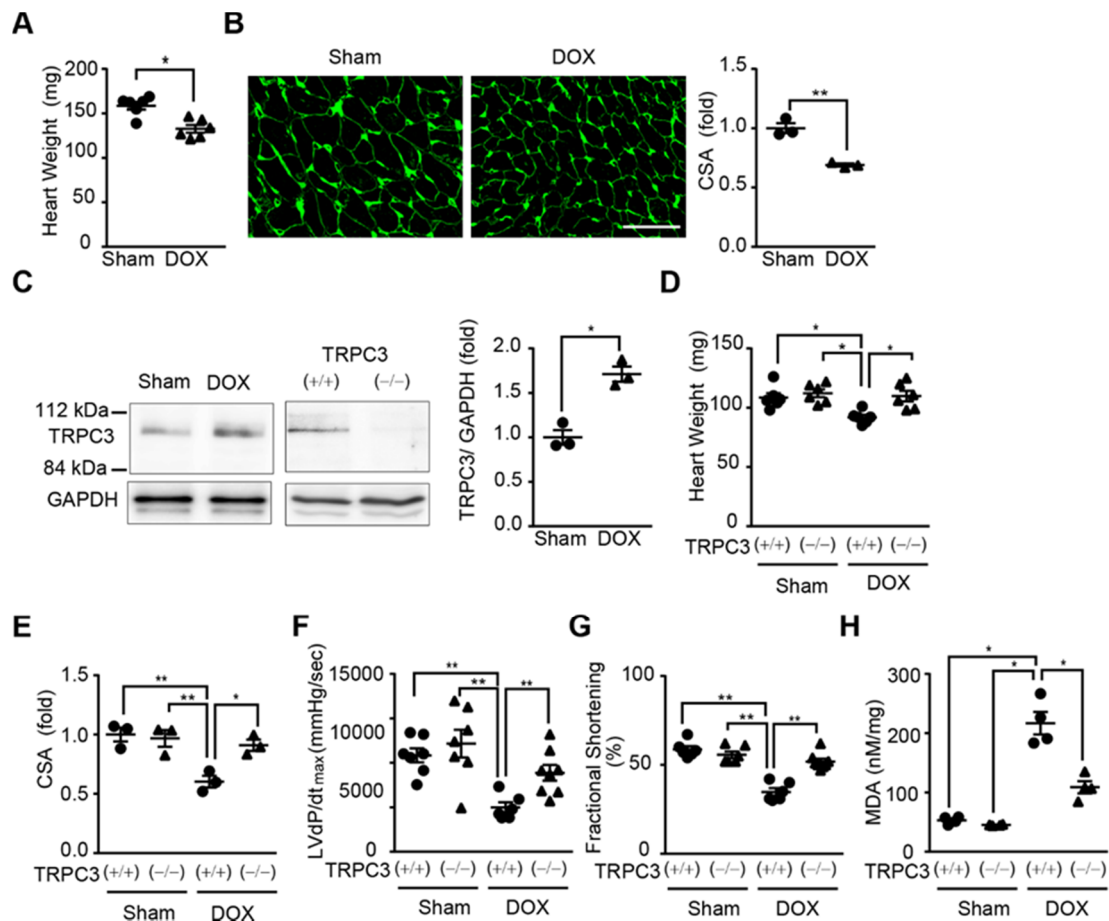 A
Heart Weight (mg)
200
150
100
50
0
*
Sham DOX
B
Sham
DOX
CSA (fold)
1.5
1.0
0.5
0.0
**
Sham DOX
C
Sham DOX
TRPC3
(+/+) (−/−)
112 kDa
TRPC3
84 kDa
GAPDH
TRPC3/ GAPDH (fold)
2.0
1.5
1.0
0.5
0.0
*
Sham DOX
D
Heart Weight (mg)
150
100
50
0
*
* *
TRPC3 (+/+) (−/−) (+/+) (−/−)
Sham DOX
E
CSA (fold)
1.5
1.0
0.5
0.0
**
** *
TRPC3 (+/+) (−/−) (+/+) (−/−)
Sham DOX
F
LVdP/dtmax (mmHg/sec)
15000
10000
5000
0
**
** **
(+/+) (−/−) (+/+) (−/−)
Sham DOX
G
Fractional Shortening
(%)
100
50
0
**
** **
TRPC3 (+/+) (−/−) (+/+) (−/−)
Sham DOX
H
MDA (nM/mg)
300
200
100
0
*
* *
TRPC3 (+/+) (−/−) (+/+) (−/−)
Sham DOX